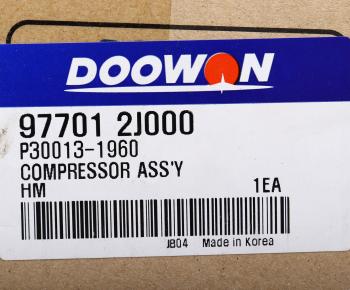 DOOWON
97701 2J000
P30013-1960
COMPRESSOR ASS'Y
HM 1EA
JB04 Made in Korea